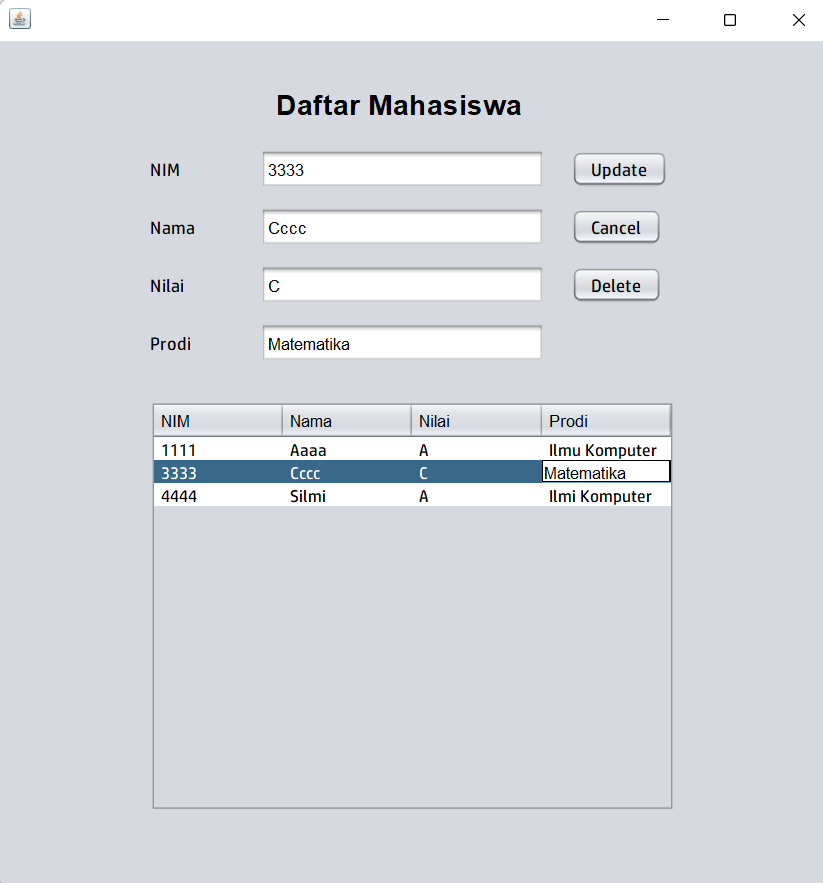 Daftar Mahasiswa
NIM 3333 Update
Nama Cccc Cancel
Nilai C Delete
Prodi Matematika
NIM Nama Nilai Prodi
1111 Aaaa A Ilmu Komputer
3333 Cccc C Matematika
4444 Silmi A Ilmi Komputer